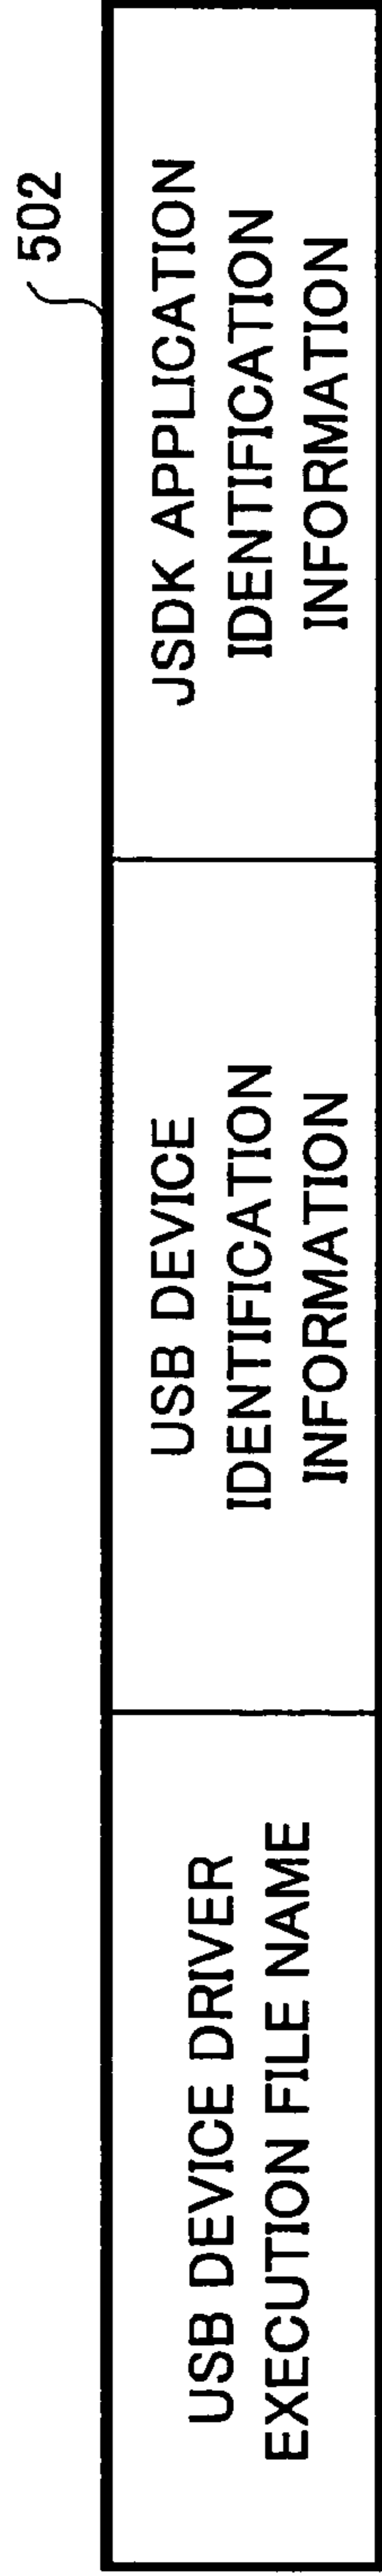 502
USB DEVICE DRIVER
EXECUTION FILE NAME
USB DEVICE
IDENTIFICATION
INFORMATION
JSDK APPLICATION
IDENTIFICATION
INFORMATION